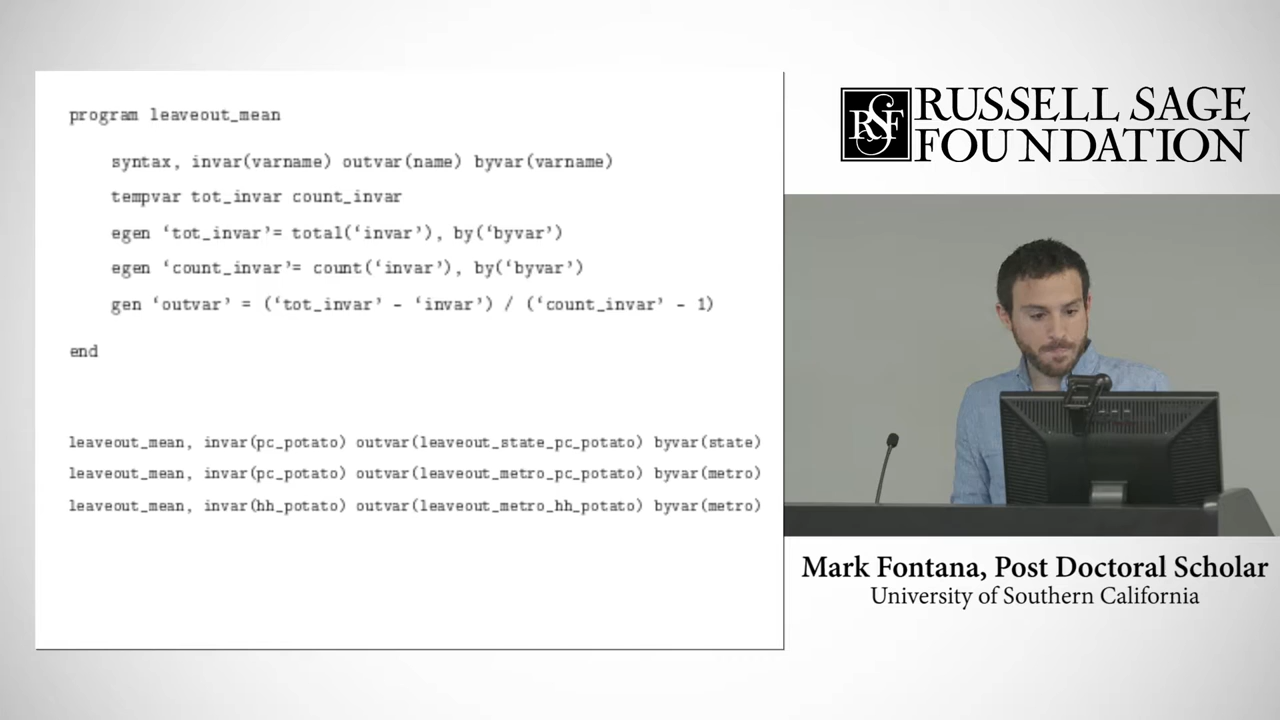 program leaveout_mean
syntax, invar(varname) outvar(name) byvar(varname)
tempvar tot_invar count_invar
egen ‘tot_invar’= total(‘invar’), by(‘byvar’)
egen ‘count_invar’= count(‘invar’), by(‘byvar’)
gen ‘outvar’ = (‘tot_invar’ - ‘invar’) / (‘count_invar’ - 1)
end
leaveout_mean, invar(pc_potato) outvar(leaveout_state_pc_potato) byvar(state)
leaveout_mean, invar(pc_potato) outvar(leaveout_metro_pc_potato) byvar(metro)
leaveout_mean, invar(hh_potato) outvar(leaveout_metro_hh_potato) byvar(metro)
RSF
RUSSELL SAGE
FOUNDATION
Mark Fontana, Post Doctoral Scholar
University of Southern California